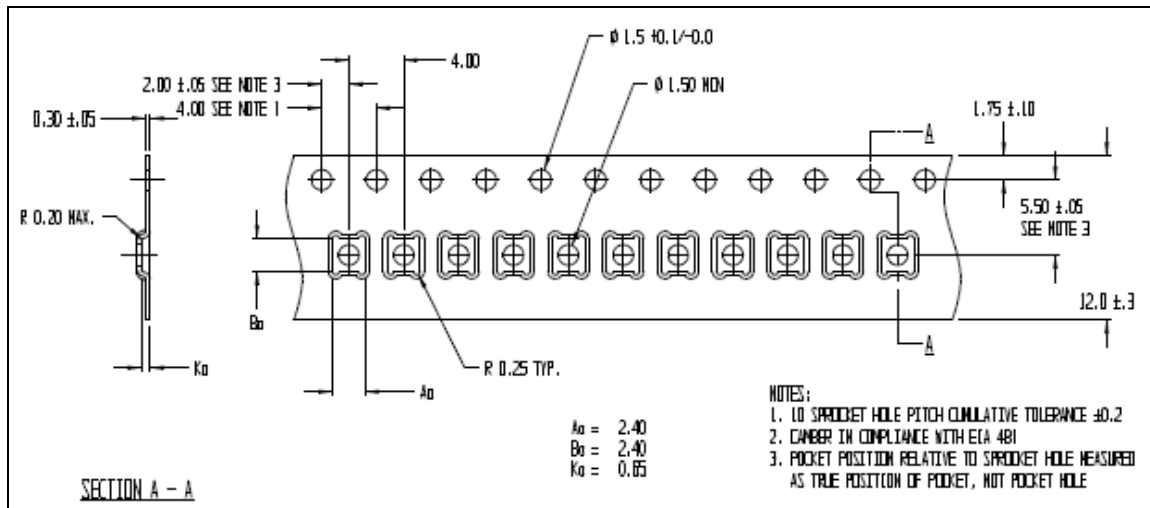 Ø 1.5 +0.1/-0.0
4.00
2.00 ±.05 SEE NOTE 3
Ø 1.50 MIN
4.00 SEE NOTE 1
0.30 ±.05
1.75 ±.10
A
R 0.20 MAX.
5.50 ±.05
SEE NOTE 3
Bo
12.0 ±.3
A
Ko
R 0.25 TYP.
Ao
Ao = 2.40
Bo = 2.40
Ko = 0.65
NOTES:
1. 10 SPROCKET HOLE PITCH CUMULATIVE TOLERANCE ±0.2
2. CAMBER IN COMPLIANCE WITH EIA 481
3. POCKET POSITION RELATIVE TO SPROCKET HOLE MEASURED
AS TRUE POSITION OF POCKET, NOT POCKET HOLE
SECTION A - A